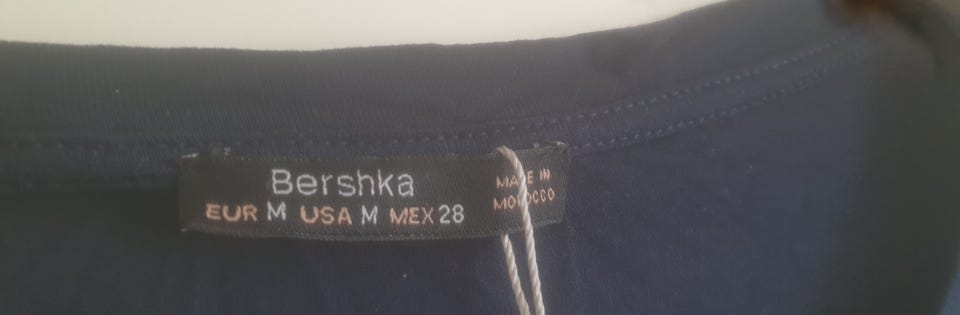 Bershka
EUR M USA M MEX 28
MADE IN
MOROCCO